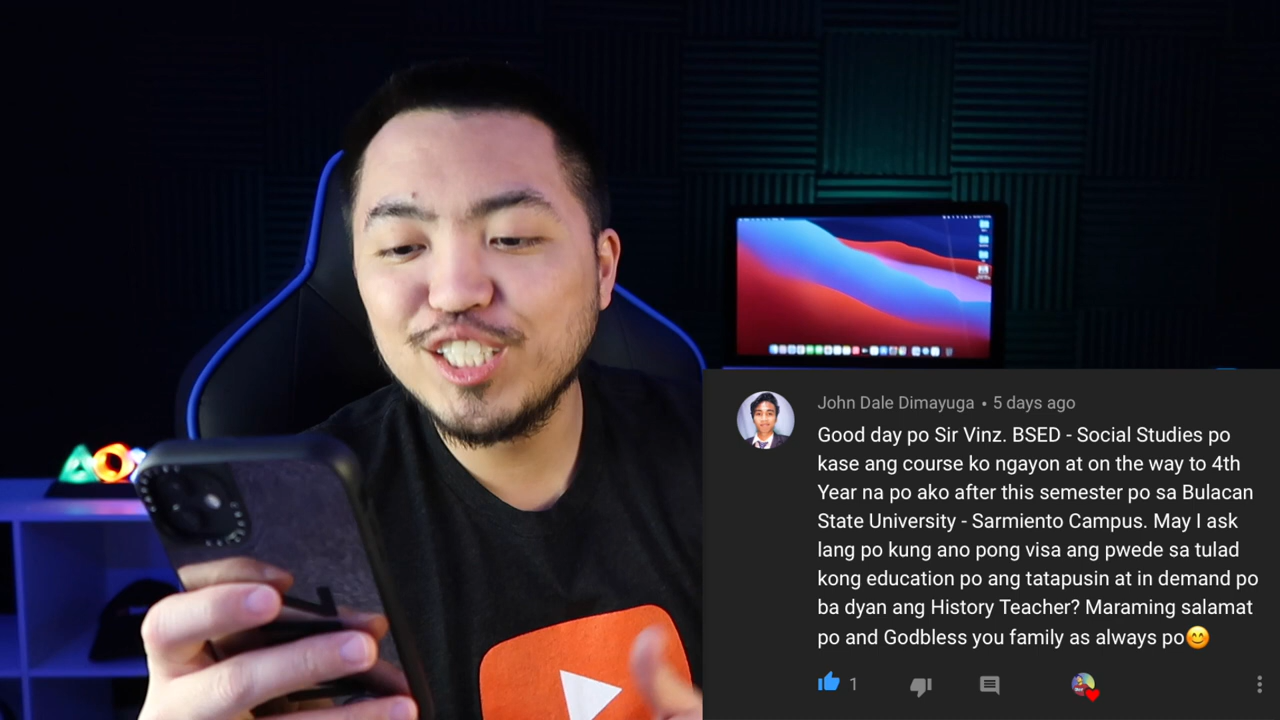 John Dale Dimayuga • 5 days ago
Good day po Sir Vinz. BSED - Social Studies po
kase ang course ko ngayon at on the way to 4th
Year na po ako after this semester po sa Bulacan
State University - Sarmiento Campus. May I ask
lang po kung ano pong visa ang pwede sa tulad
kong education po ang tatapusin at in demand po
ba dyan ang History Teacher? Maraming salamat
po and Godbless you family as always po😊
1